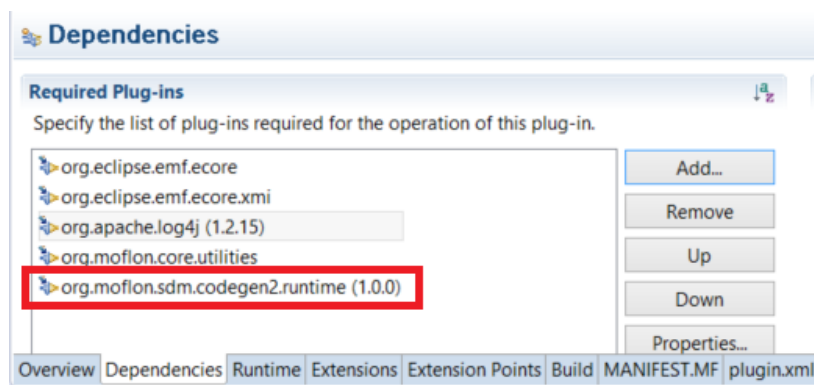 Dependencies
Required Plug-ins
Specify the list of plug-ins required for the operation of this plug-in.
org.eclipse.emf.ecore
org.eclipse.emf.ecore.xmi
org.apache.log4j (1.2.15)
org.moflon.core.utilities
org.moflon.sdm.codegen2.runtime (1.0.0)
Add...
Remove
Up
Down
Properties...
Overview Dependencies Runtime Extensions Extension Points Build MANIFEST.MF plugin.xml